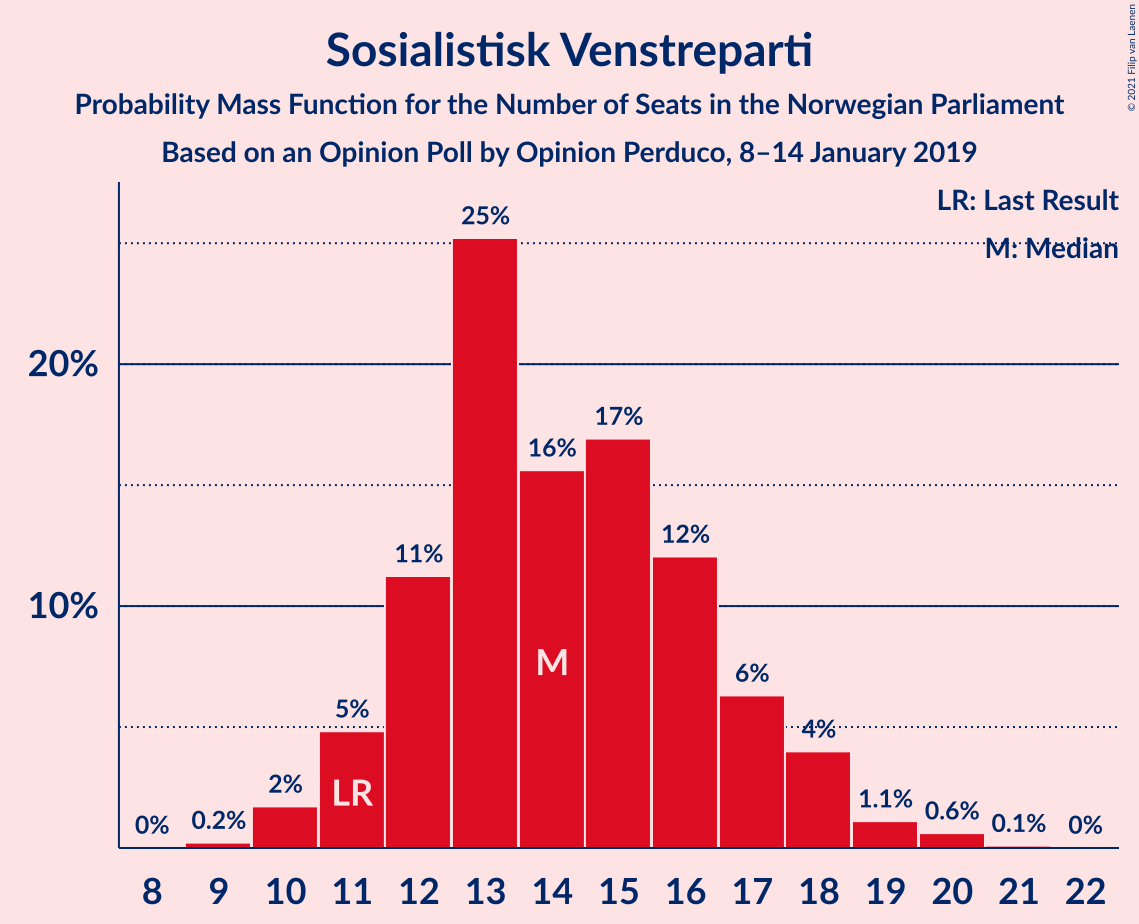 Sosialistisk Venstreparti
Probability Mass Function for the Number of Seats in the Norwegian Parliament
Based on an Opinion Poll by Opinion Perduco, 8–14 January 2019
© 2021 Filip van Laenen
LR: Last Result
M: Median
25%
20%
17%
16%
12%
11%
10%
M
6%
5%
4%
LR
2%
1.1%
0.6%
0.2%
0.1%
0%
0%
8 9 10 11 12 13 14 15 16 17 18 19 20 21 22